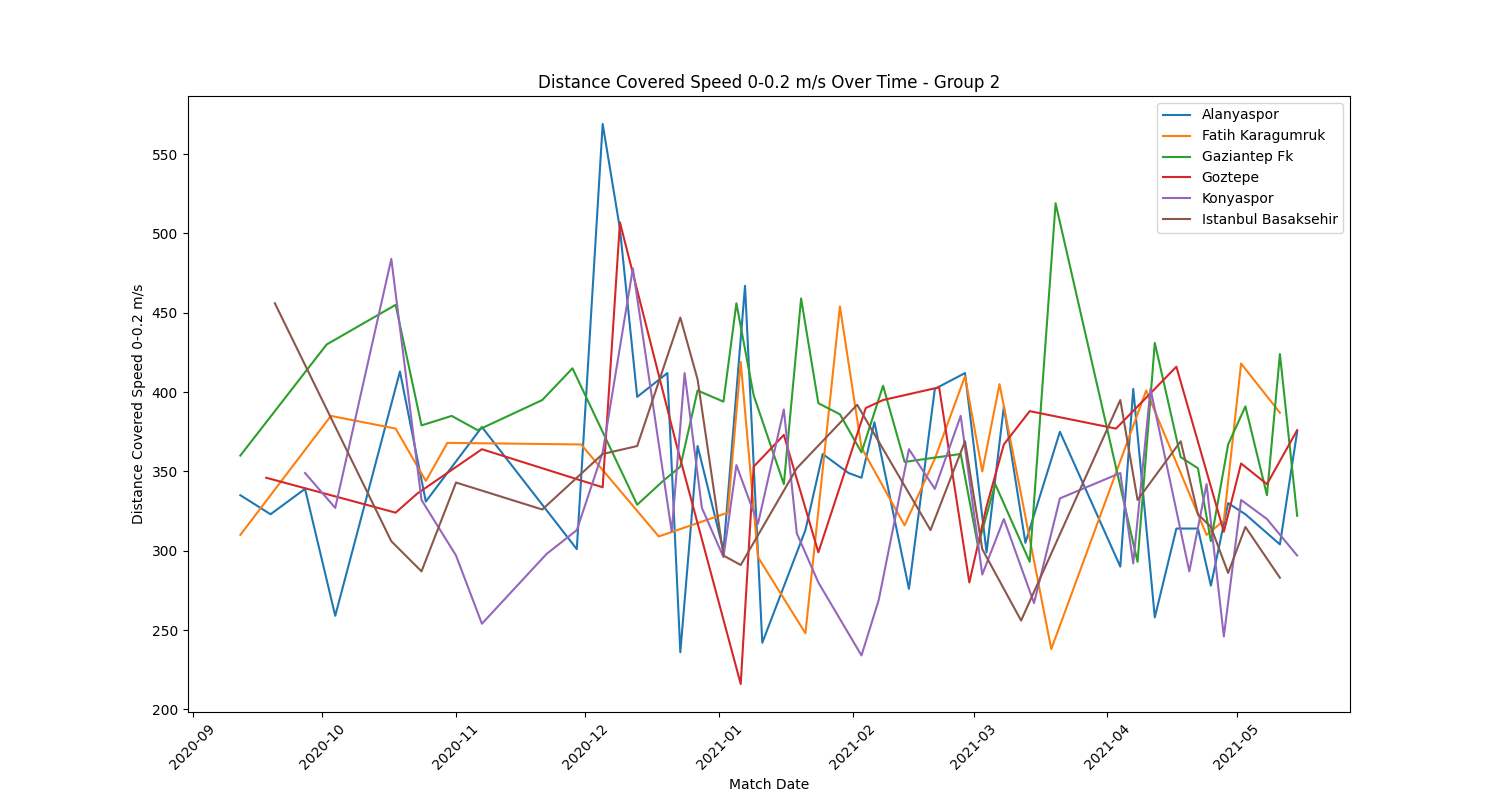 Distance Covered Speed 0-0.2 m/s Over Time - Group 2
Alanyaspor
Fatih Karagumruk
Gaziantep Fk
Goztepe
Konyaspor
Istanbul Basaksehir
Distance Covered Speed 0-0.2 m/s
550
500
450
400
350
300
250
200
2020-09
2020-10
2020-11
2020-12
2021-01
2021-02
2021-03
2021-04
2021-05
Match Date